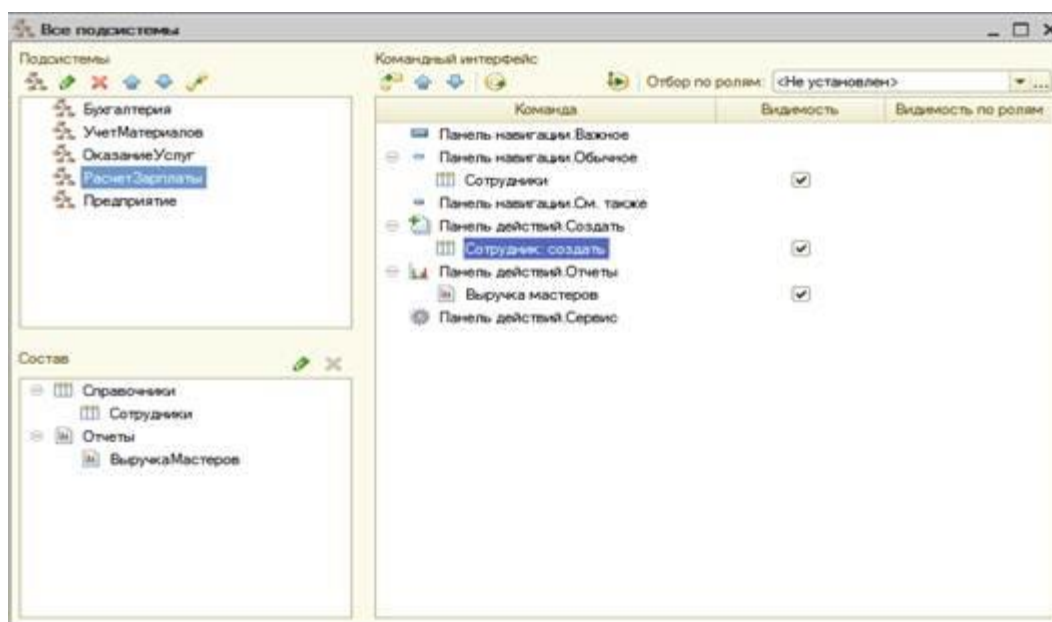 Все подсистемы
Подсистемы
Бухгалтерия
УчетМатериалов
ОказаниеУслуг
РасчетЗарплаты
Предприятие
Состав
Справочники
Сотрудники
Отчеты
ВыручкаМастеров
Командный интерфейс
Отбор по ролям: <Не установлен>
Команда Видимость Видимость по ролям
Панель навигации.Важное
Панель навигации.Обычное
Сотрудники
Панель навигации.См. также
Панель действий.Создать
Сотрудник: создать
Панель действий.Отчеты
Выручка мастеров
Панель действий.Сервис